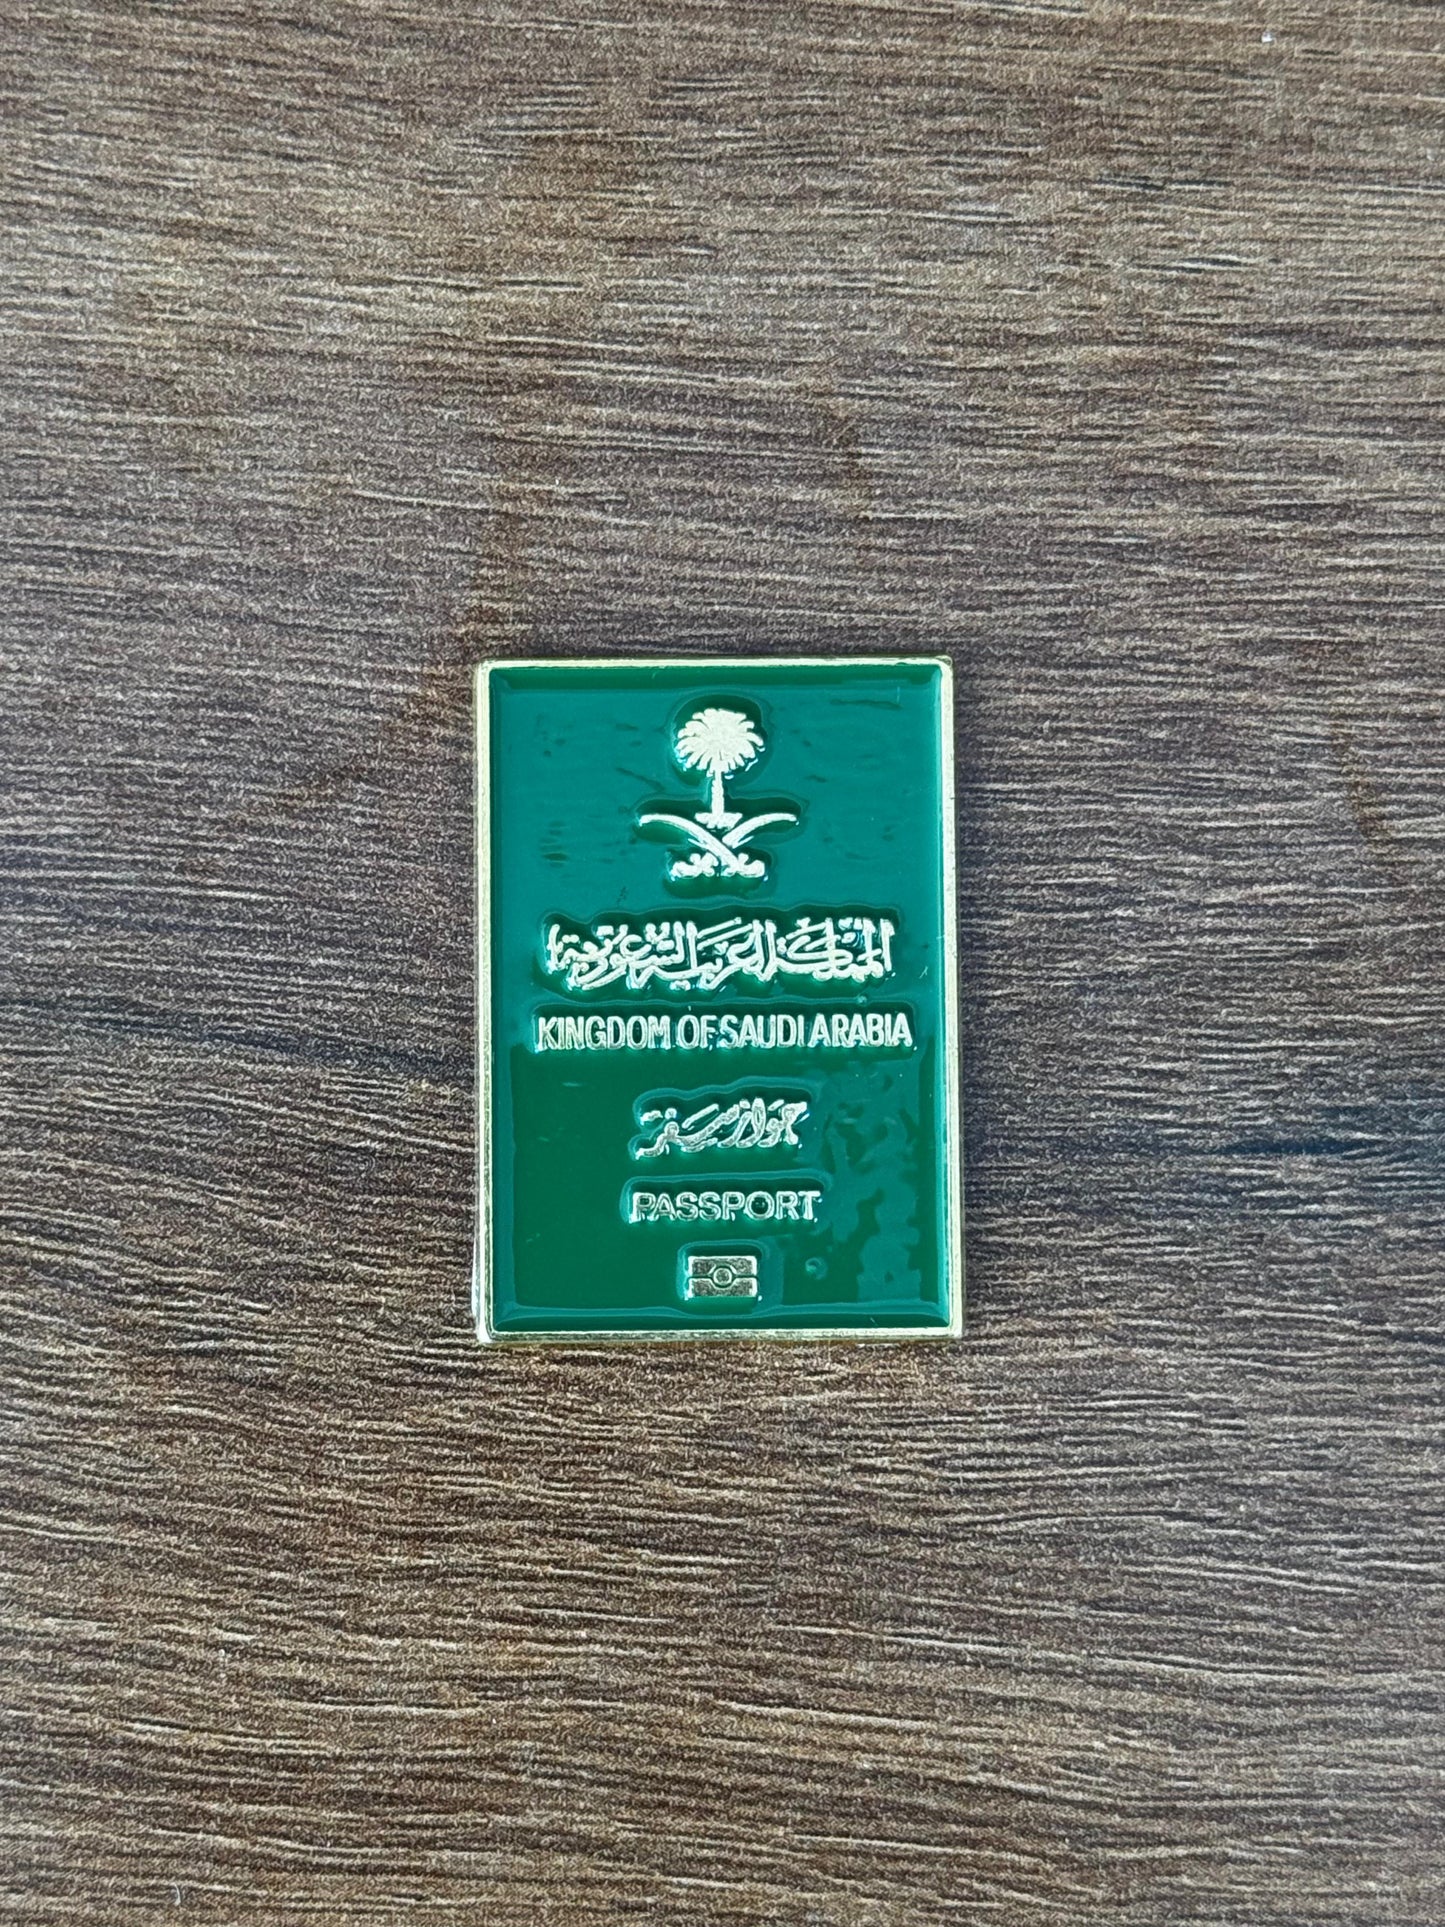 المملكة العربية السعودية
KINGDOM OF SAUDI ARABIA
جواز سفر
PASSPORT